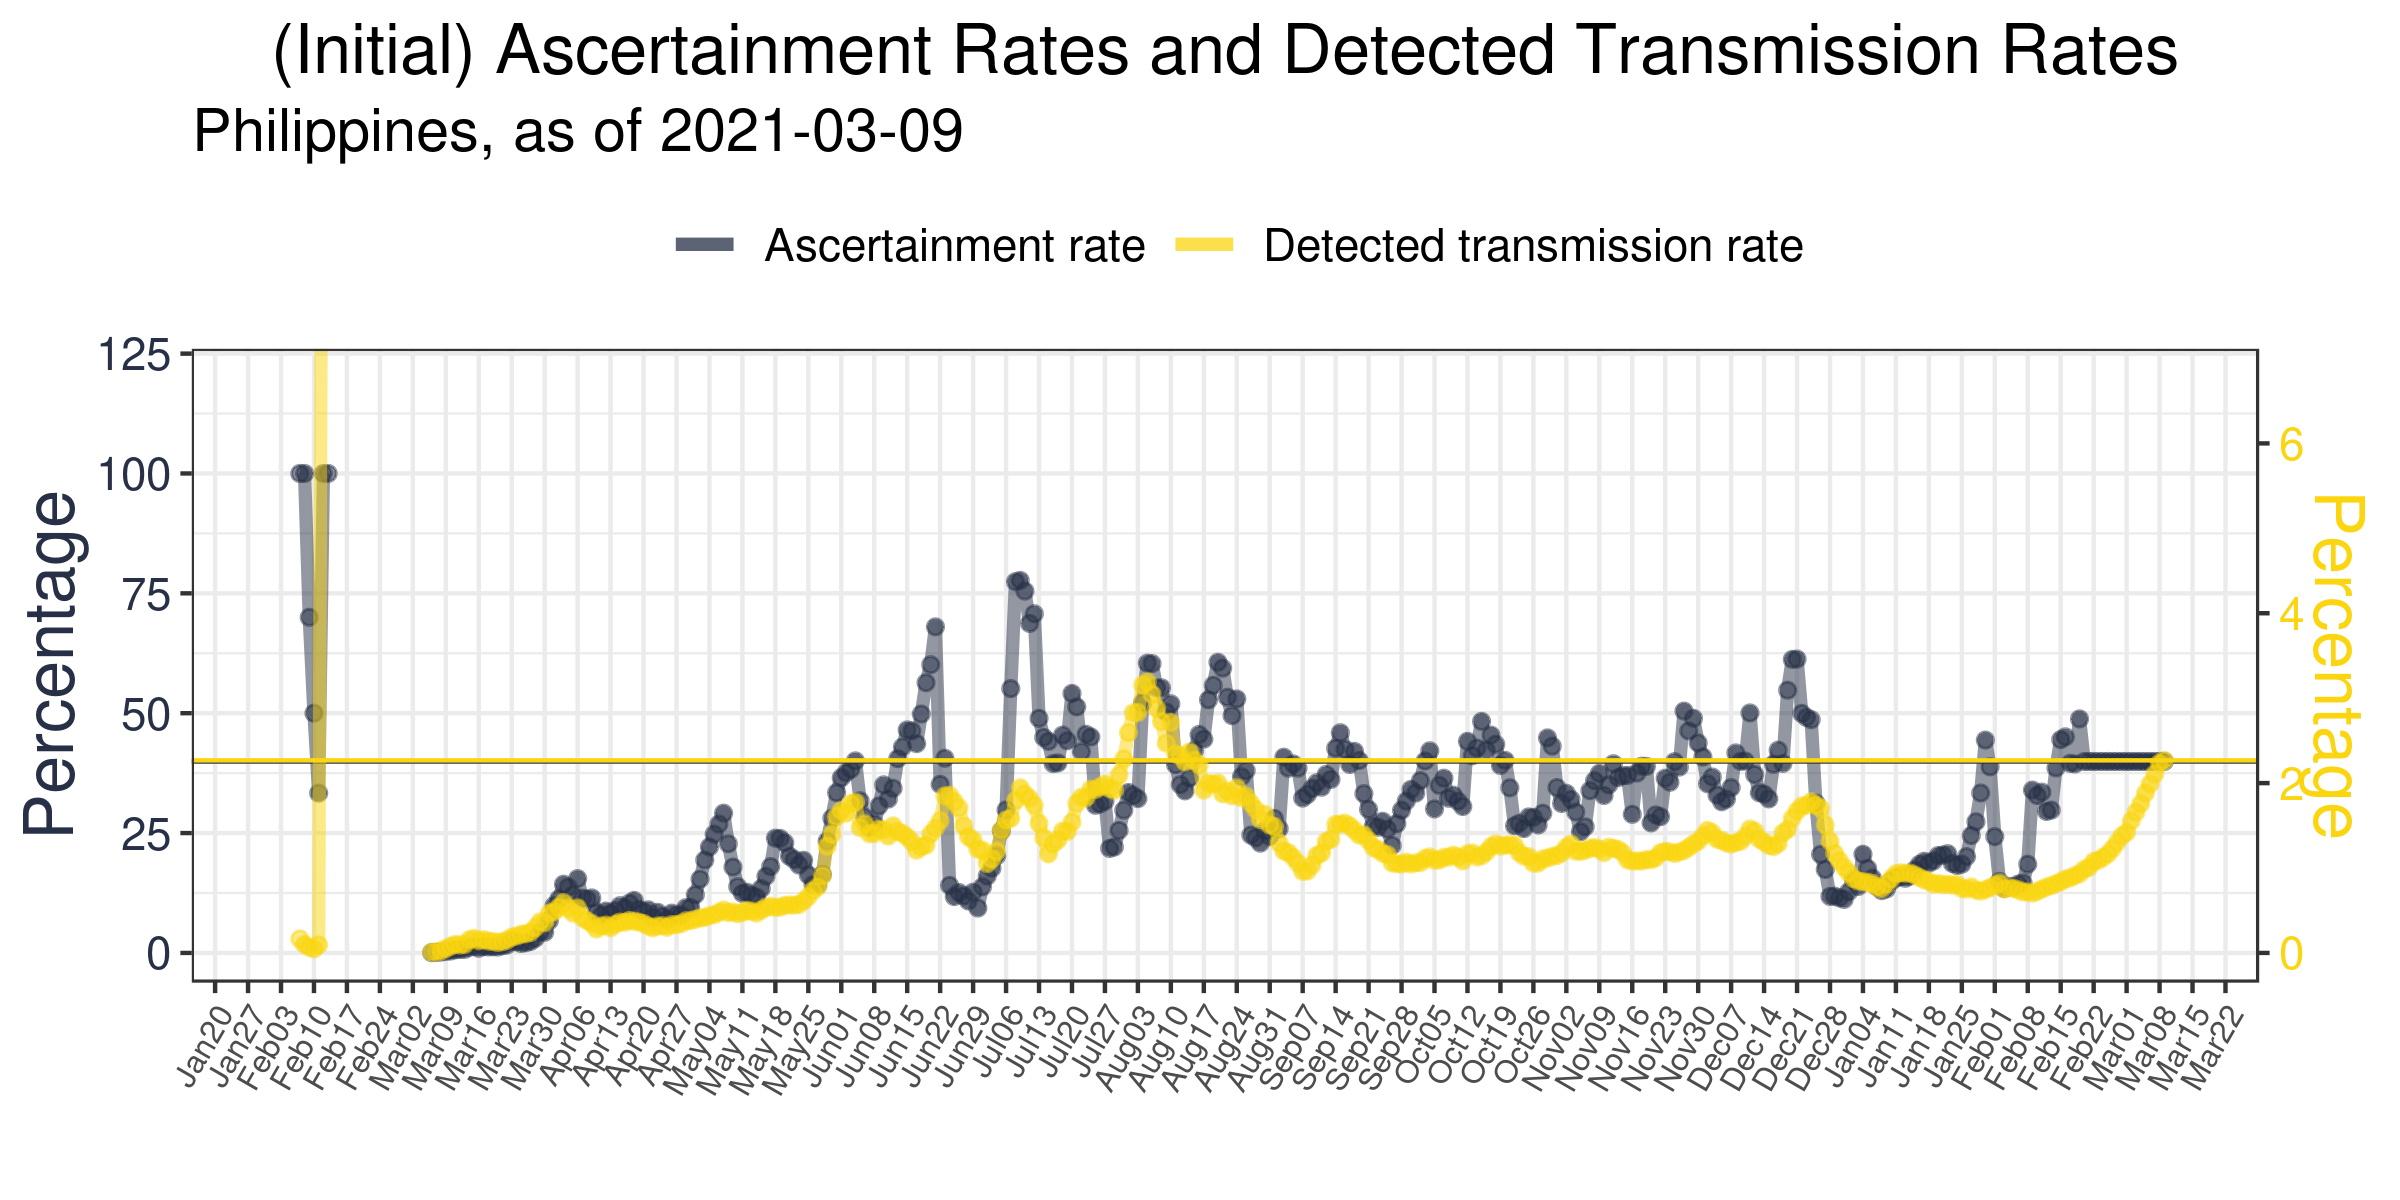 (Initial) Ascertainment Rates and Detected Transmission Rates
Philippines, as of 2021-03-09
Ascertainment rate
Detected transmission rate
Percentage
125
100
75
50
25
0
6
4
2
0
Percentage
Jan20
Jan27
Feb03
Feb10
Feb17
Feb24
Mar02
Mar09
Mar16
Mar23
Mar30
Apr06
Apr13
Apr20
Apr27
May04
May11
May18
May25
Jun01
Jun08
Jun15
Jun22
Jun29
Jul06
Jul13
Jul20
Jul27
Aug03
Aug10
Aug17
Aug24
Aug31
Sep07
Sep14
Sep21
Sep28
Oct05
Oct12
Oct19
Oct26
Nov02
Nov09
Nov16
Nov23
Nov30
Dec07
Dec14
Dec21
Dec28
Jan04
Jan11
Jan18
Jan25
Feb01
Feb08
Feb15
Feb22
Mar01
Mar08
Mar15
Mar22